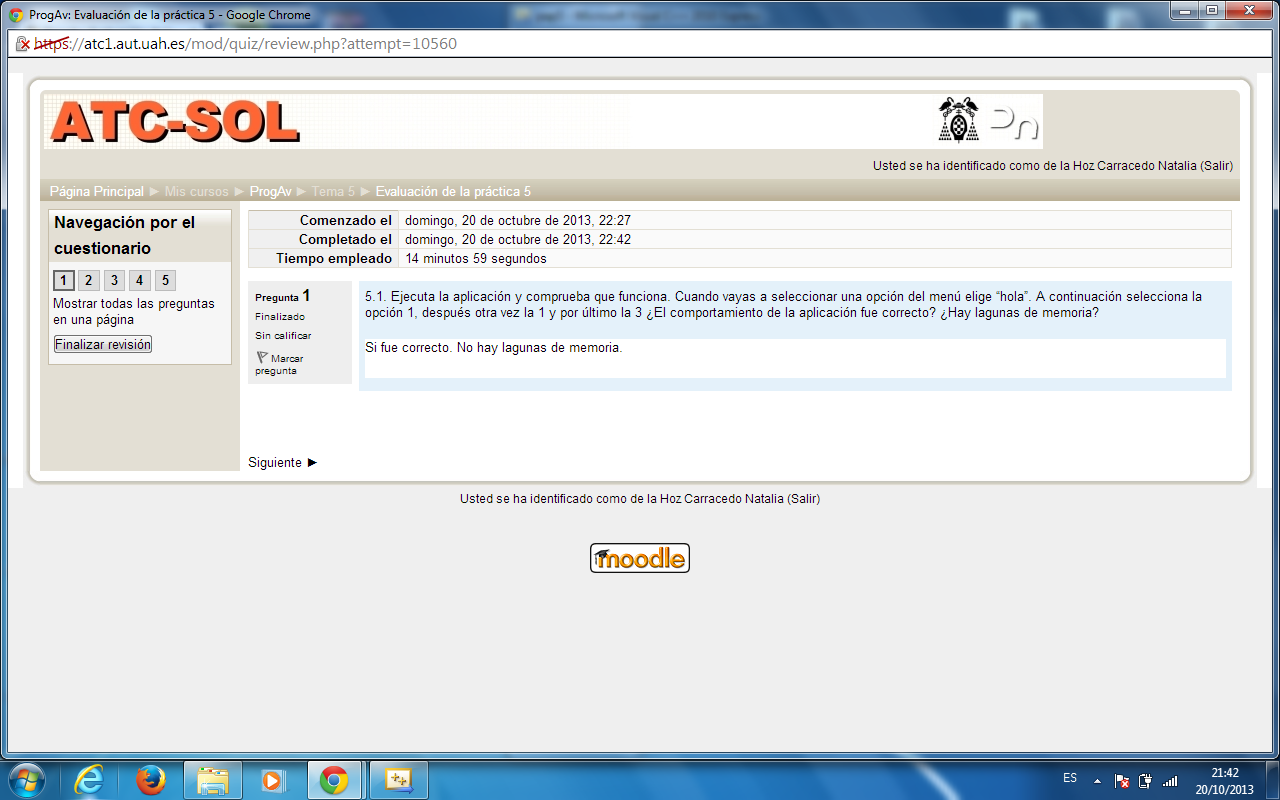 ProgAv: Evaluación de la práctica 5 - Google Chrome
https://atc1.aut.uah.es/mod/quiz/review.php?attempt=10560
ATC-SOL
Usted se ha identificado como de la Hoz Carracedo Natalia (Salir)
Página Principal ► Mis cursos ► ProgAv ► Tema 5 ► Evaluación de la práctica 5
Navegación por el
cuestionario
1 2 3 4 5
Mostrar todas las preguntas
en una página
Finalizar revisión
Comenzado el domingo, 20 de octubre de 2013, 22:27
Completado el domingo, 20 de octubre de 2013, 22:42
Tiempo empleado 14 minutos 59 segundos
Pregunta 1
Finalizado
Sin calificar
Marcar
pregunta
5.1. Ejecuta la aplicación y comprueba que funciona. Cuando vayas a seleccionar una opción del menú elige “hola”. A continuación selecciona la
opción 1, después otra vez la 1 y por último la 3 ¿El comportamiento de la aplicación fue correcto? ¿Hay lagunas de memoria?
Si fue correcto. No hay lagunas de memoria.
Siguiente ►
Usted se ha identificado como de la Hoz Carracedo Natalia (Salir)
moodle
ES
21:42
20/10/2013